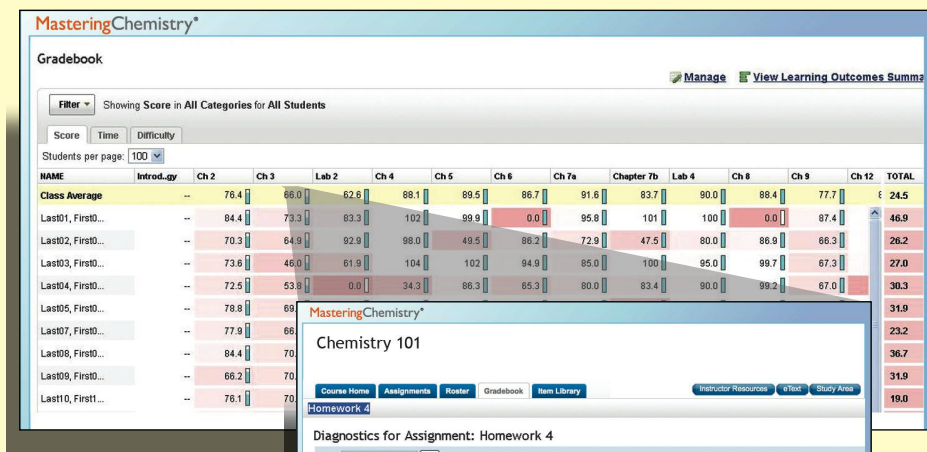 MasteringChemistry®
Gradebook
Manage View Learning Outcomes Summa
Filter Showing Score in All Categories for All Students
Score Time Difficulty
Students per page: 100
NAME Introd..gy Ch 2 Ch 3 Lab 2 Ch 4 Ch 5 Ch 6 Ch 7a Chapter 7b Lab 4 Ch 8 Ch 9 Ch 12 TOTAL
Class Average -- 76.4 66.0 62.6 88.1 89.5 86.7 91.6 83.7 90.0 88.4 77.7 8 24.5
Last01, First0... -- 84.4 73.3 83.3 102 99.9 0.0 95.8 101 100 0.0 87.4 46.9
Last02, First0... -- 70.3 64.9 92.9 98.0 49.5 86.2 72.9 47.5 80.0 86.9 66.3 26.2
Last03, First0... -- 73.6 46.0 61.9 104 102 94.9 85.0 100 95.0 99.7 67.3 27.0
Last04, First0... -- 72.5 53.8 0.0 34.3 86.3 65.3 80.0 83.4 90.0 99.2 67.0 30.3
Last05, First0... -- 78.8 69. 31.9
Last07, First0... -- 77.9 66. 23.2
Last08, First0... -- 84.4 70. 36.7
Last09, First0... -- 66.2 70. 31.9
Last10, First1... -- 76.1 70. 19.0
MasteringChemistry®
Chemistry 101
Course Home Assignments Roster Gradebook Item Library Instructor Resources eText Study Area
Homework 4
Diagnostics for Assignment: Homework 4